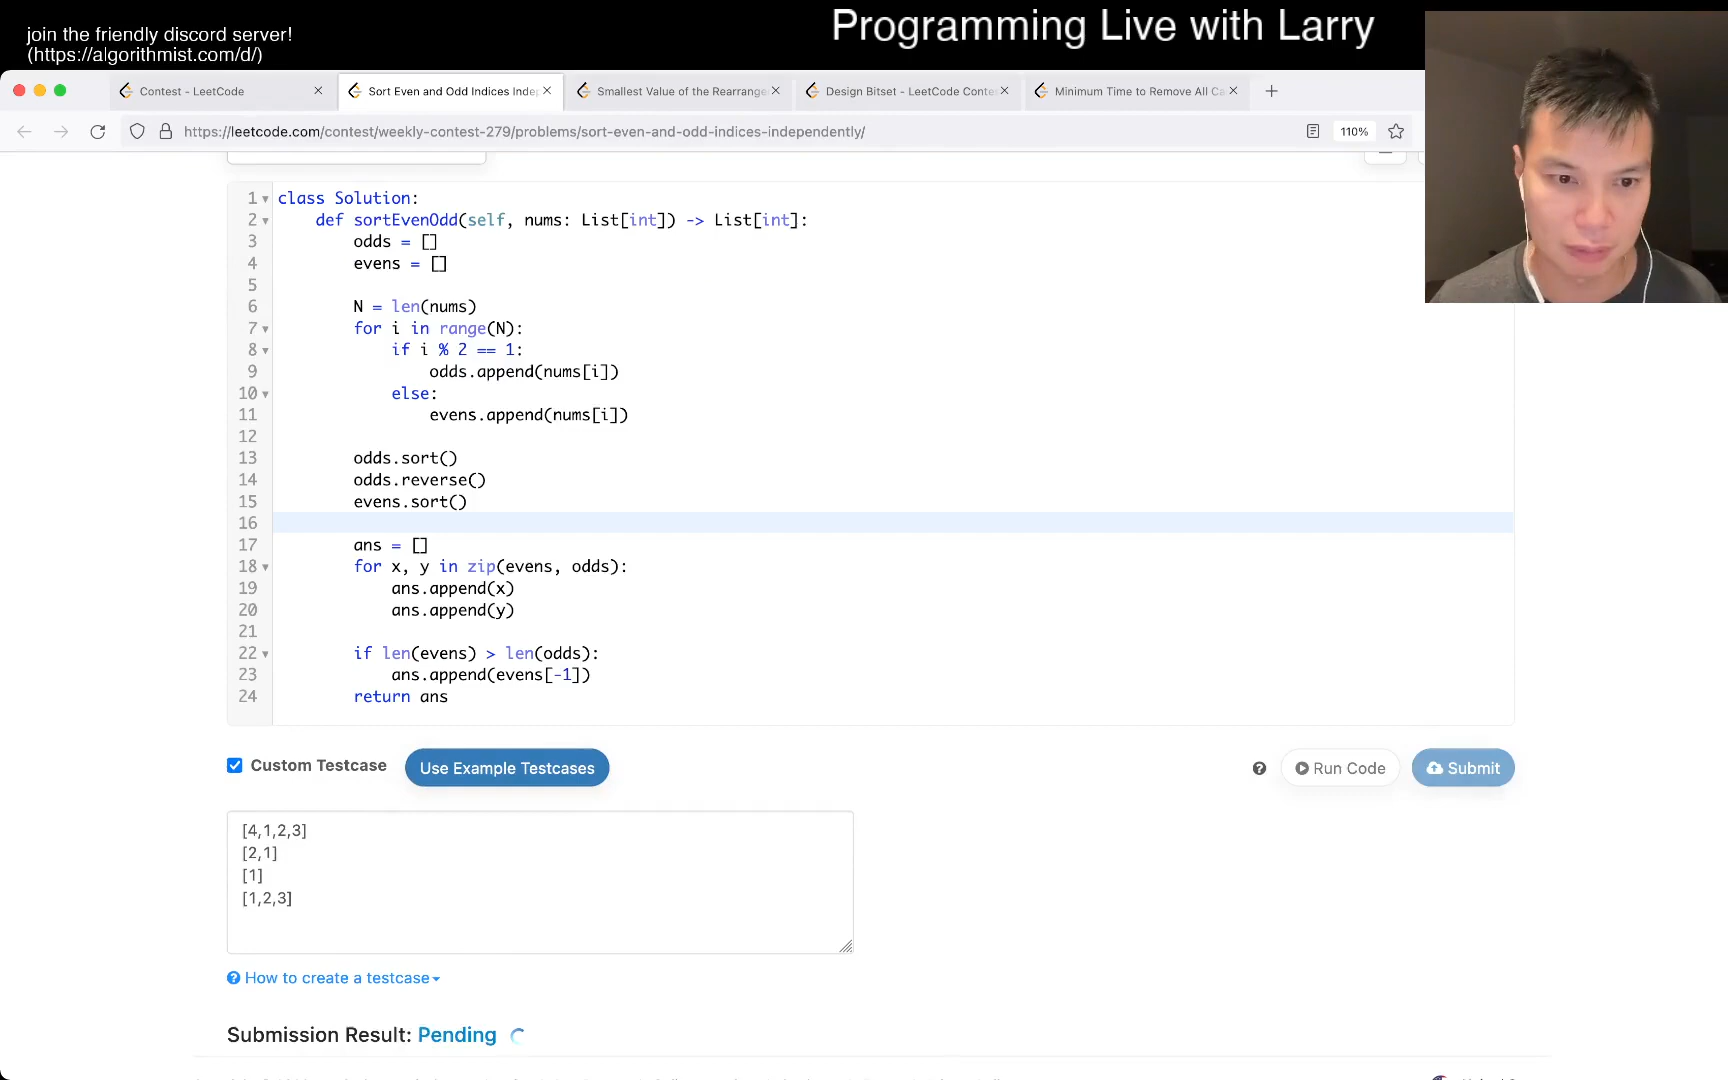 join the friendly discord server!
(https://algorithmist.com/d/)
Programming Live with Larry
Contest - LeetCode
Sort Even and Odd Indices Inde
Smallest Value of the Rearrange
Design Bitset - LeetCode Conte
Minimum Time to Remove All Ca
https://leetcode.com/contest/weekly-contest-279/problems/sort-even-and-odd-indices-independently/
110%
1 class Solution:
2 def sortEvenOdd(self, nums: List[int]) -> List[int]:
3 odds = []
4 evens = []
5
6 N = len(nums)
7 for i in range(N):
8 if i % 2 == 1:
9 odds.append(nums[i])
10 else:
11 evens.append(nums[i])
12
13 odds.sort()
14 odds.reverse()
15 evens.sort()
16
17 ans = []
18 for x, y in zip(evens, odds):
19 ans.append(x)
20 ans.append(y)
21
22 if len(evens) > len(odds):
23 ans.append(evens[-1])
24 return ans
Custom Testcase
Use Example Testcases
Run Code
Submit
[4,1,2,3]
[2,1]
[1]
[1,2,3]
How to create a testcase
Submission Result: Pending